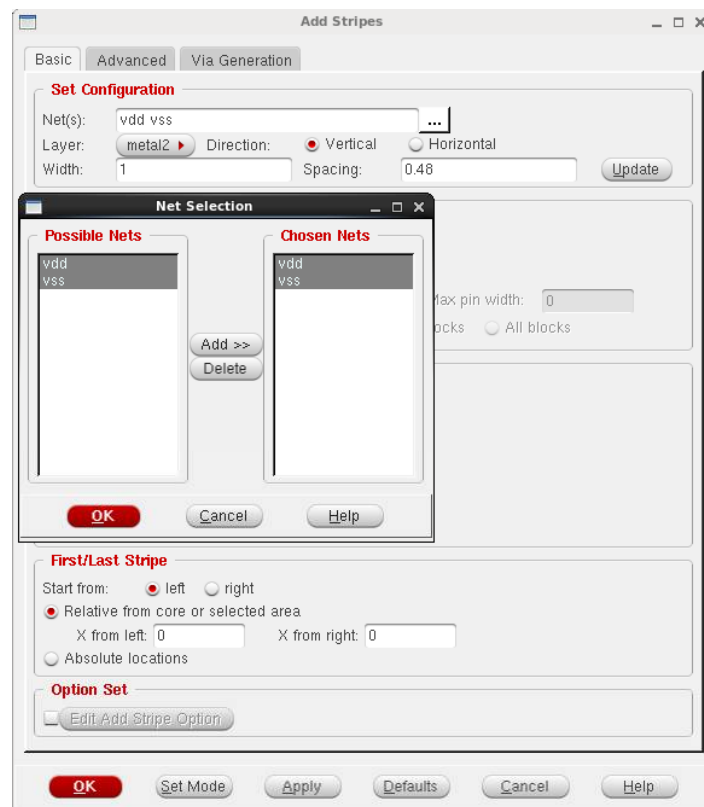 Add Stripes
Basic Advanced Via Generation
Set Configuration
Net(s): vdd vss ...
Layer: metal2 Direction: Vertical Horizontal
Width: 1 Spacing: 0.48 Update
Net Selection
Possible Nets Chosen Nets
vdd vdd
vss vss
Max pin width: 0
ocks All blocks
Add >>
Delete
OK Cancel Help
First/Last Stripe
Start from: left right
Relative from core or selected area
X from left: 0 X from right: 0
Absolute locations
Option Set
Edit Add Stripe Option
OK Set Mode Apply Defaults Cancel Help